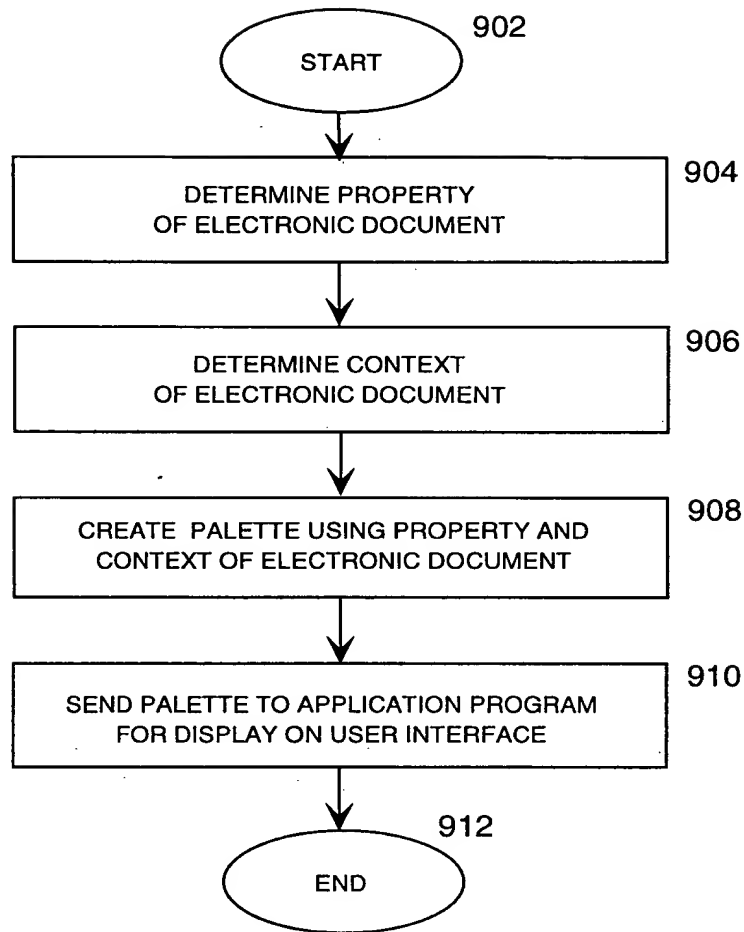 902
START
904
DETERMINE PROPERTY
OF ELECTRONIC DOCUMENT
906
DETERMINE CONTEXT
OF ELECTRONIC DOCUMENT
908
CREATE PALETTE USING PROPERTY AND
CONTEXT OF ELECTRONIC DOCUMENT
910
SEND PALETTE TO APPLICATION PROGRAM
FOR DISPLAY ON USER INTERFACE
912
END